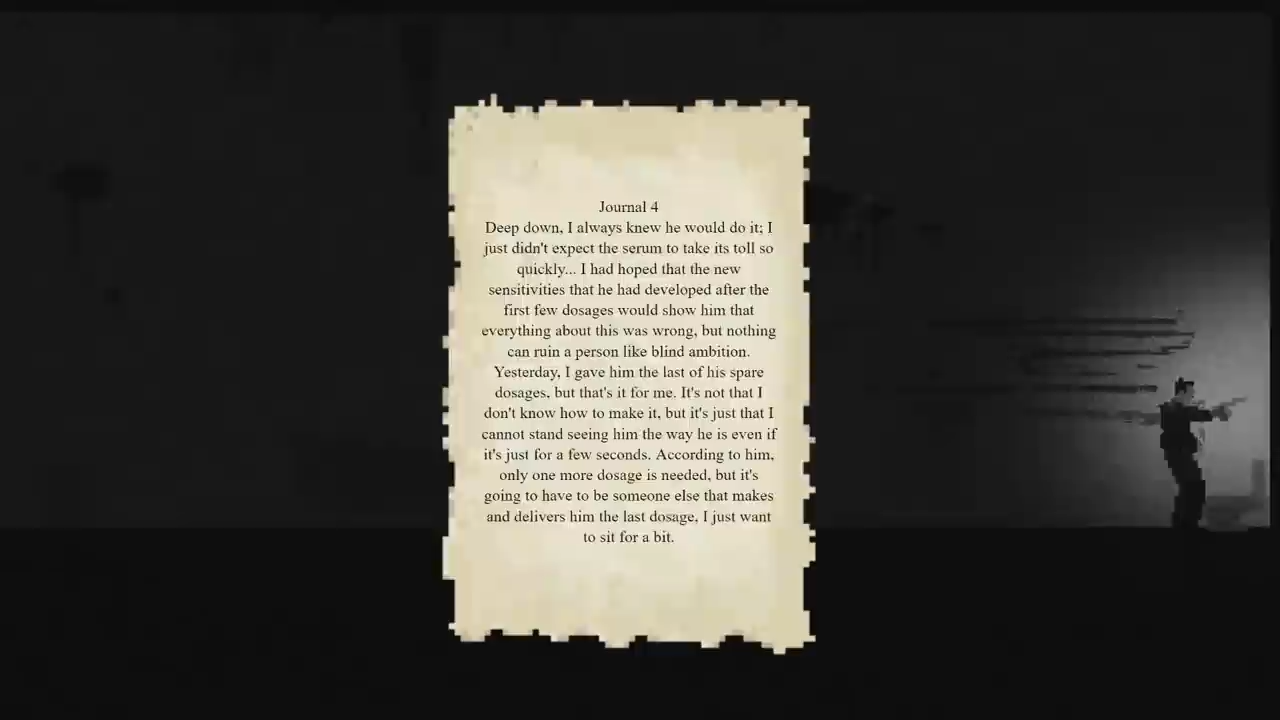 Journal 4
Deep down, I always knew he would do it; I
just didn't expect the serum to take its toll so
quickly... I had hoped that the new
sensitivities that he had developed after the
first few dosages would show him that
everything about this was wrong, but nothing
can ruin a person like blind ambition.
Yesterday, I gave him the last of his spare
dosages, but that's it for me. It's not that I
don't know how to make it, but it's just that I
cannot stand seeing him the way he is even if
it's just for a few seconds. According to him,
only one more dosage is needed, but it's
going to have to be someone else that makes
and delivers him the last dosage, I just want
to sit for a bit.